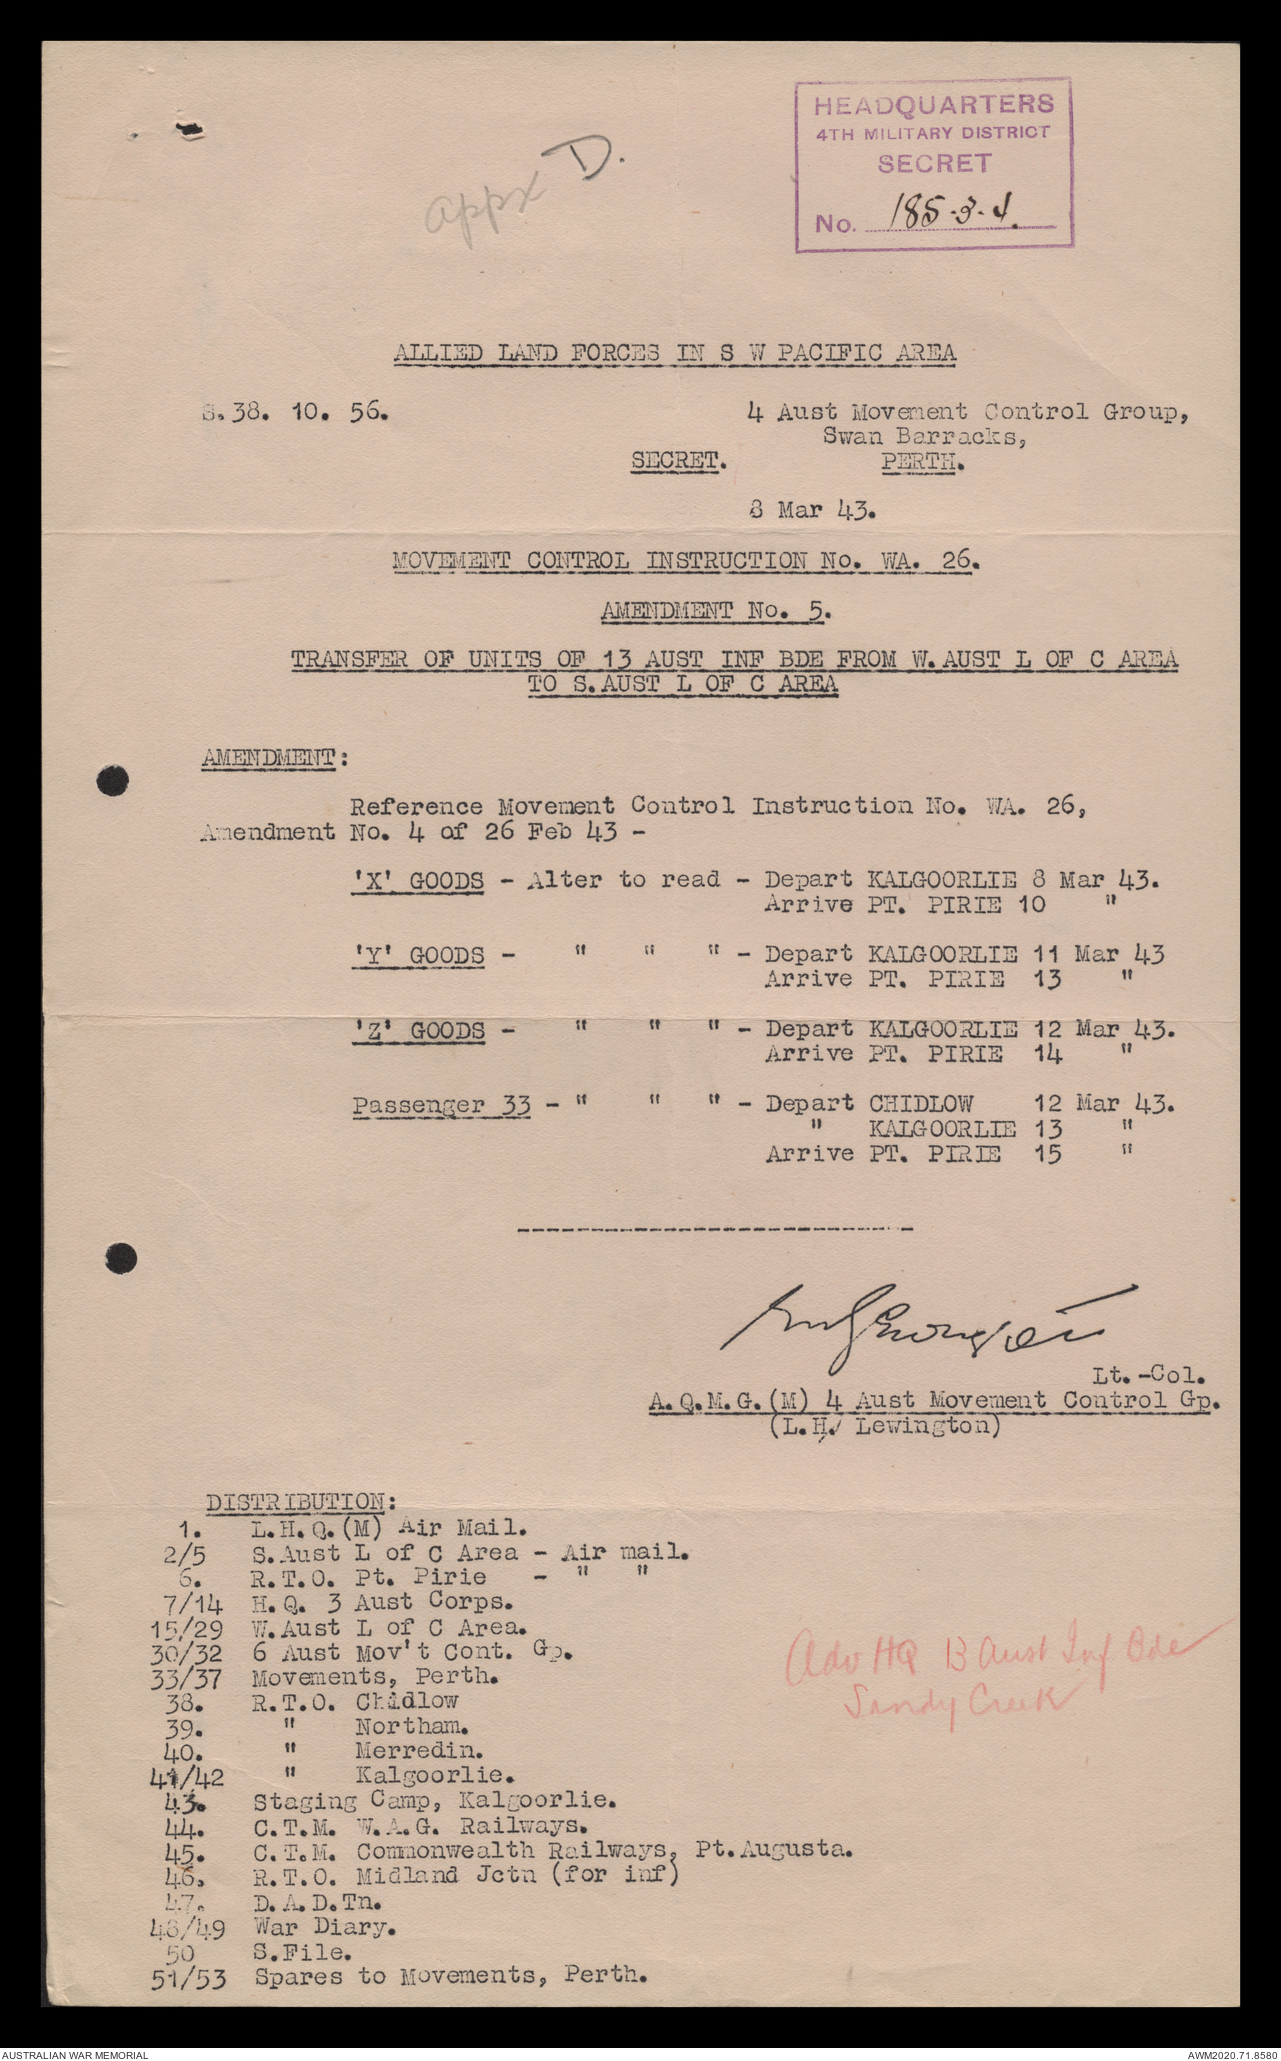 HEADQUARTERS
4TH MILITARY DISTRICT
SECRET
No. 185.3.4.
appx D.
ALLIED LAND FORCES IN S W PACIFIC AREA
S.38. 10. 56.
4 Aust Movement Control Group,
Swan Barracks,
SECRET. PERTH.
8 Mar 43.
MOVEMENT CONTROL INSTRUCTION No. WA. 26.
AMENDMENT No. 5.
TRANSFER OF UNITS OF 13 AUST INF BDE FROM W.AUST L OF C AREA
TO S.AUST L OF C AREA
AMENDMENT:
Reference Movement Control Instruction No. WA. 26,
Amendment No. 4 of 26 Feb 43 -
'X' GOODS - Alter to read - Depart KALGOORLIE 8 Mar 43.
Arrive PT. PIRIE 10 "
'Y' GOODS - " " " - Depart KALGOORLIE 11 Mar 43
Arrive PT. PIRIE 13 "
'Z' GOODS - " " " - Depart KALGOORLIE 12 Mar 43.
Arrive PT. PIRIE 14 "
Passenger 33 - " " " - Depart CHIDLOW 12 Mar 43.
" KALGOORLIE 13 "
Arrive PT. PIRIE 15 "
---------------------------
Lt.-Col.
A.Q.M.G.(M) 4 Aust Movement Control Gp.
(L.H. Lewington)
DISTRIBUTION:
1. L.H.Q.(M) Air Mail.
2/5 S.Aust L of C Area - Air mail.
6. R.T.O. Pt. Pirie - " "
7/14 H.Q. 3 Aust Corps.
15/29 W.Aust L of C Area.
30/32 6 Aust Mov't Cont. Gp.
33/37 Movements, Perth.
38. R.T.O. Chidlow
39. " Northam.
40. " Merredin.
41/42 " Kalgoorlie.
43. Staging Camp, Kalgoorlie.
44. C.T.M. W.A.G. Railways.
45. C.T.M. Commonwealth Railways, Pt.Augusta.
46. R.T.O. Midland Jctn (for inf)
47. D.A.D.Tn.
48/49 War Diary.
50 S.File.
51/53 Spares to Movements, Perth.
Adv HQ 13 Aust Inf Bde
Sandy Creek
AUSTRALIAN WAR MEMORIAL
AWM2020.71.8580